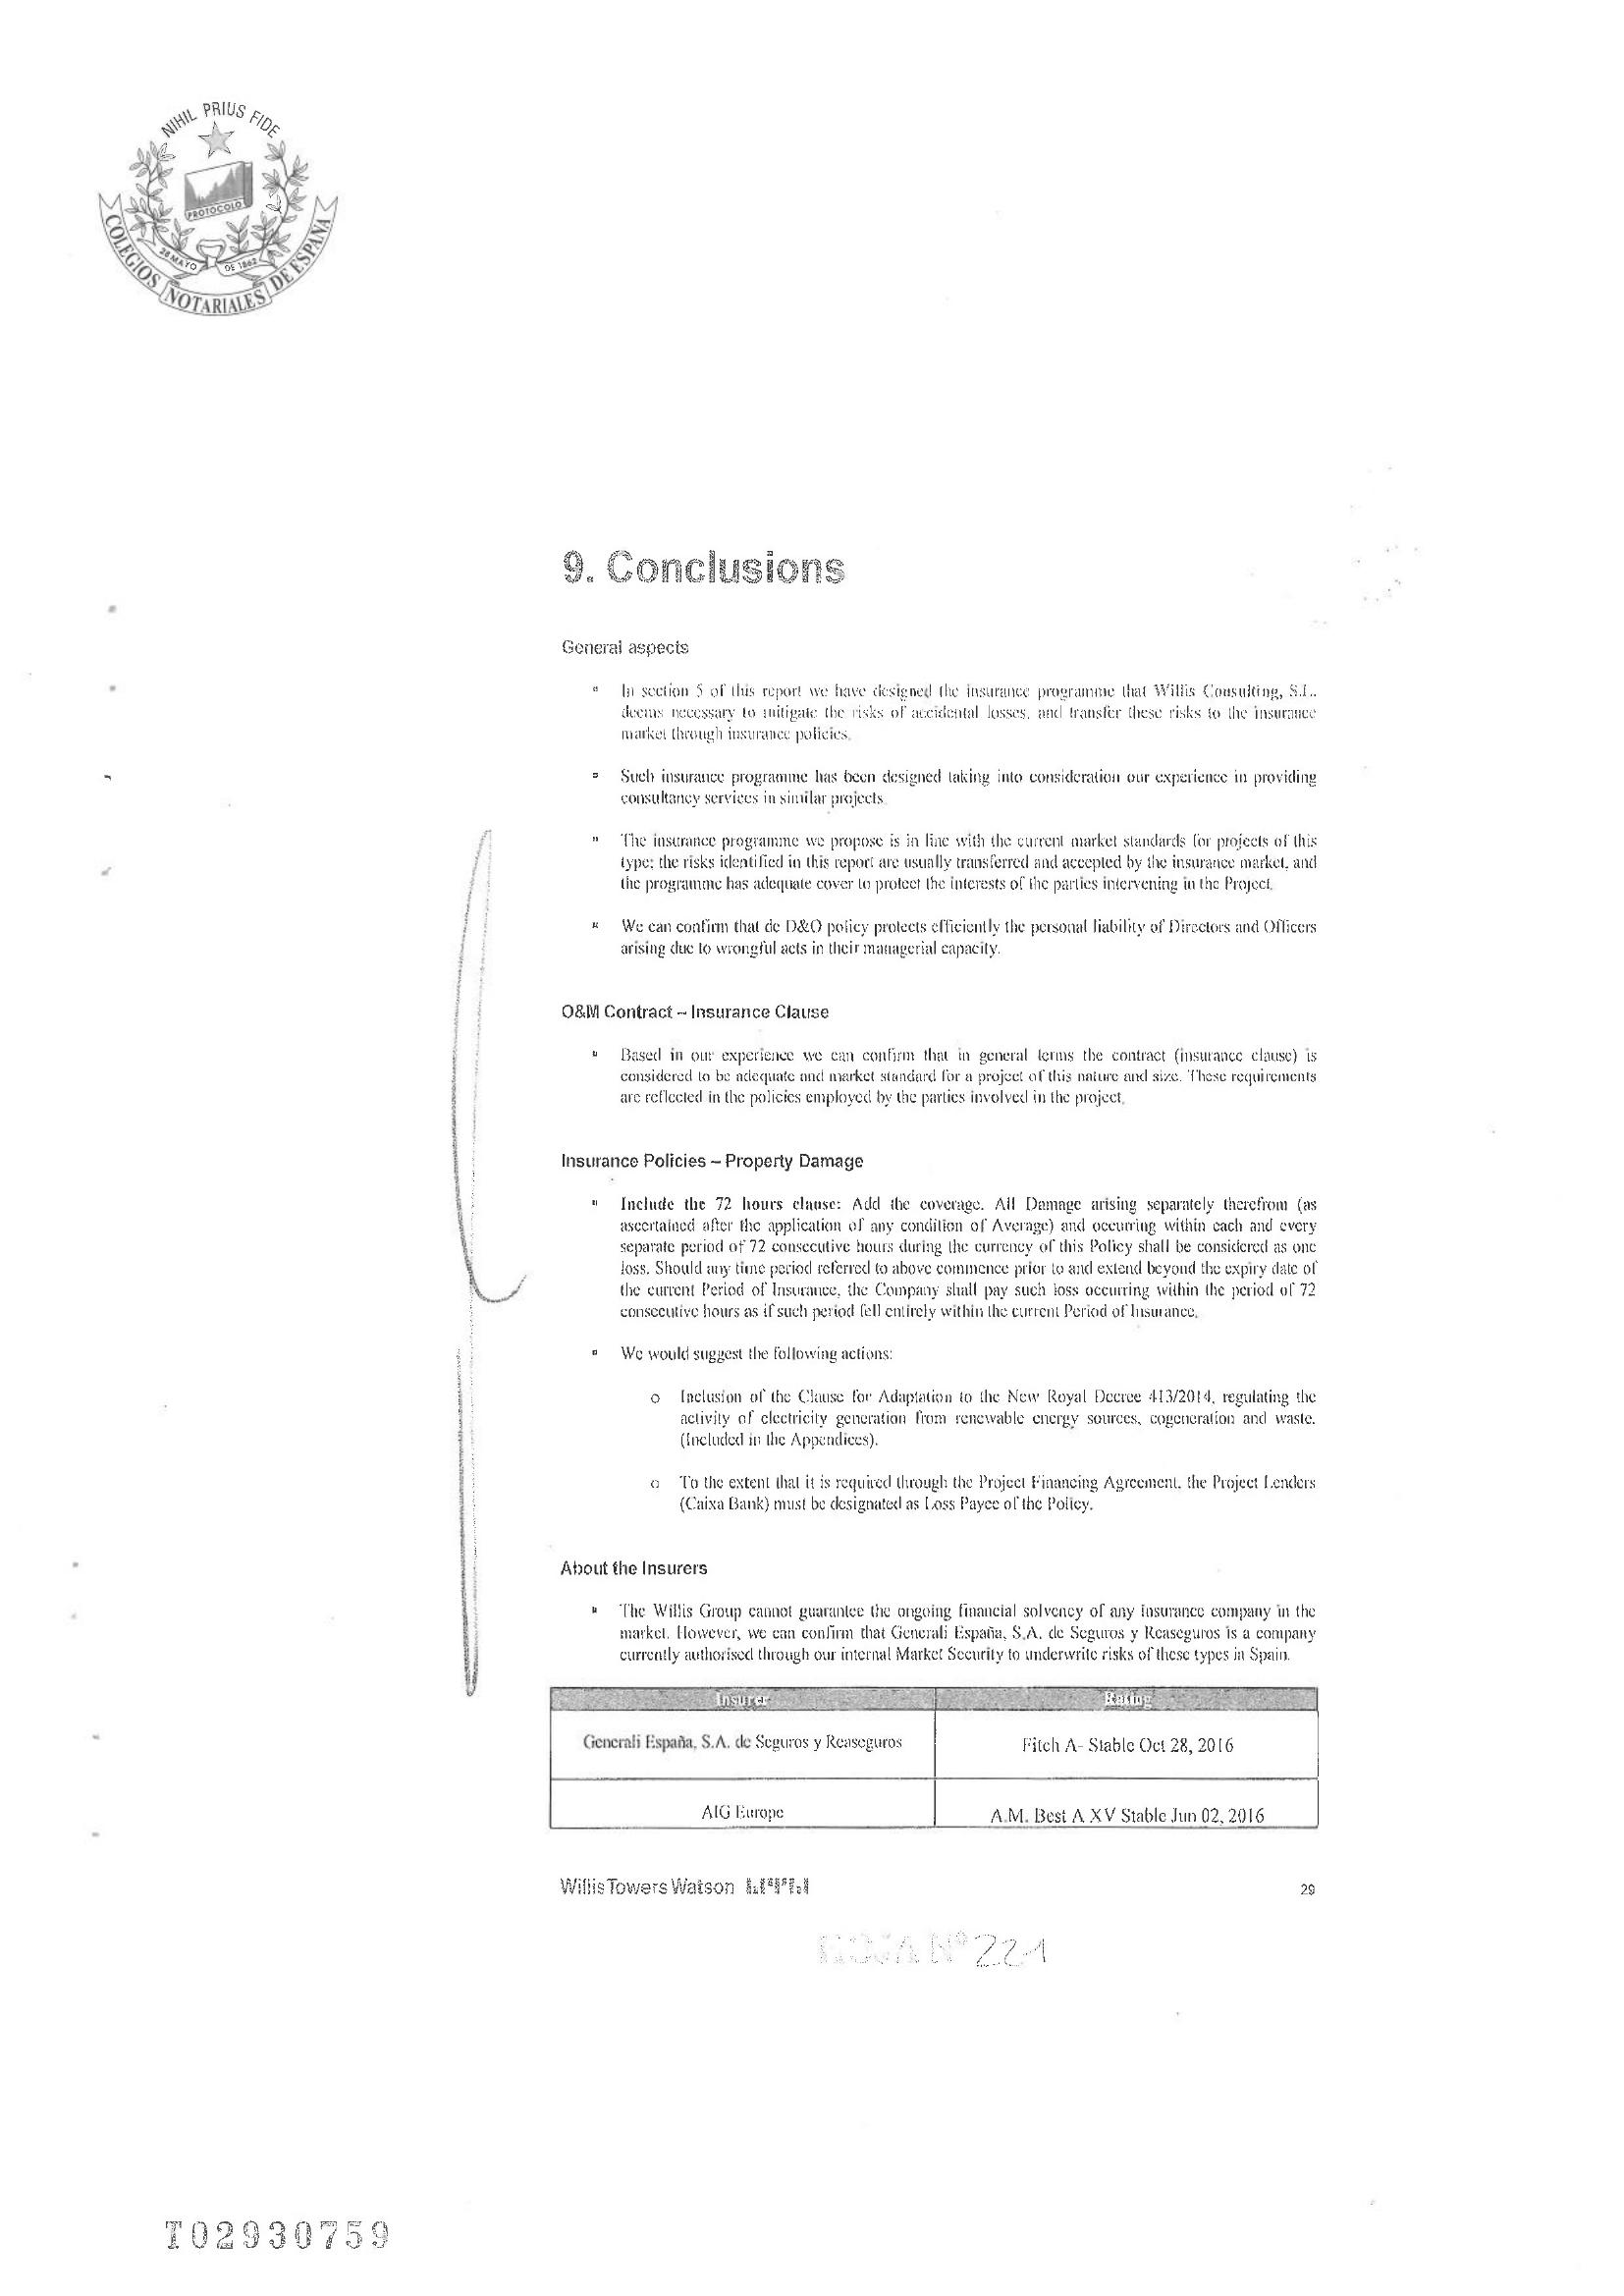 NIHIL PRIUS FIDE
PROTOCOLO
28 MAYO DE 1862
COLEGIOS NOTARIALES DE ESPAÑA
9. Conclusions
General aspects
In section 5 of this report we have designed the insurance programme that Willis Consulting, S.L.
deems necessary to mitigate the risks of accidental losses, and transfer these risks to the insurance
market through insurance policies.
Such insurance programme has been designed taking into consideration our experience in providing
consultancy services in similar projects
The insurance programme we propose is in line with the current market standards for projects of this
type; the risks identified in this report are usually transferred and accepted by the insurance market, and
the programme has adequate cover to protect the interests of the parties intervening in the Project.
We can confirm that de D&O policy protects efficiently the personal liability of Directors and Officers
arising due to wrongful acts in their managerial capacity.
O&M Contract – Insurance Clause
Based in our experience we can confirm that in general terms the contract (insurance clause) is
considered to be adequate and market standard for a project of this nature and size. These requirements
are reflected in the policies employed by the parties involved in the project.
Insurance Policies – Property Damage
Include the 72 hours clause: Add the coverage. All Damage arising separately therefrom (as
ascertained after the application of any condition of Average) and occurring within each and every
separate period of 72 consecutive hours during the currency of this Policy shall be considered as one
loss. Should any time period referred to above commence prior to and extend beyond the expiry date of
the current Period of Insurance, the Company shall pay such loss occurring within the period of 72
consecutive hours as if such period fell entirely within the current Period of Insurance.
We would suggest the following actions:
o Inclusion of the Clause for Adaptation to the New Royal Decree 413/2014, regulating the
activity of electricity generation from renewable energy sources, cogeneration and waste.
(Included in the Appendices).
o To the extent that it is required through the Project Financing Agreement, the Project Lenders
(Caixa Bank) must be designated as Loss Payee of the Policy.
About the Insurers
The Willis Group cannot guarantee the ongoing financial solvency of any insurance company in the
market. However, we can confirm that Generali España, S.A. de Seguros y Reaseguros is a company
currently authorised through our internal Market Security to underwrite risks of these types in Spain.
Insurer Rating
Generali España, S.A. de Seguros y Reaseguros Fitch A- Stable Oct 28, 2016
AIG Europe A.M. Best A XV Stable Jun 02, 2016
Willis Towers Watson
29
HOJA Nº 221
T02930759